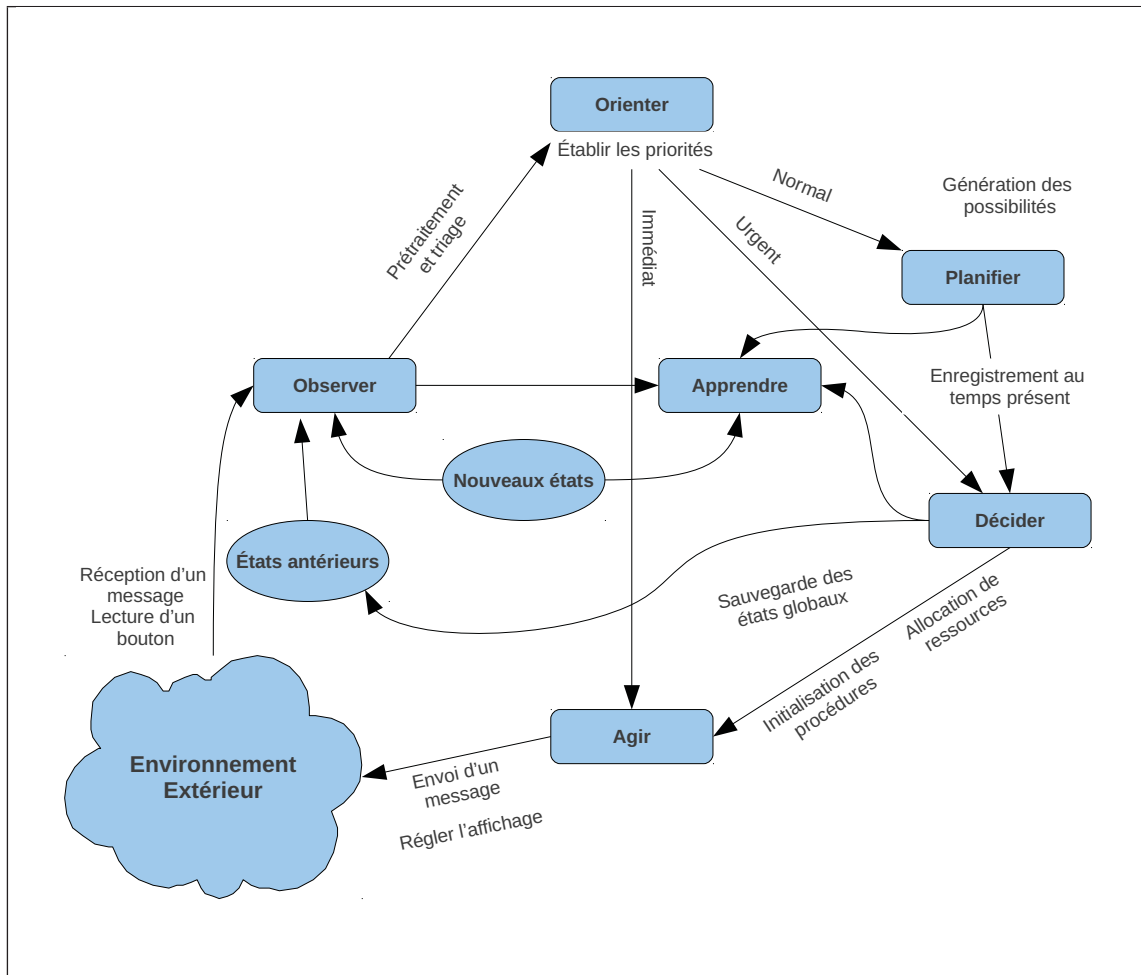 Orienter
Établir les priorités
Normal
Génération des
possibilités
Urgent
Immédiat
Prétraitement
et triage
Planifier
Observer
Apprendre
Enregistrement au
temps présent
Nouveaux états
Décider
États antérieurs
Réception d’un
message
Lecture d’un
bouton
Sauvegarde des
états globaux
Allocation de
ressources
Initialisation des
procédures
Agir
Environnement
Extérieur
Envoi d’un
message
Régler l’affichage